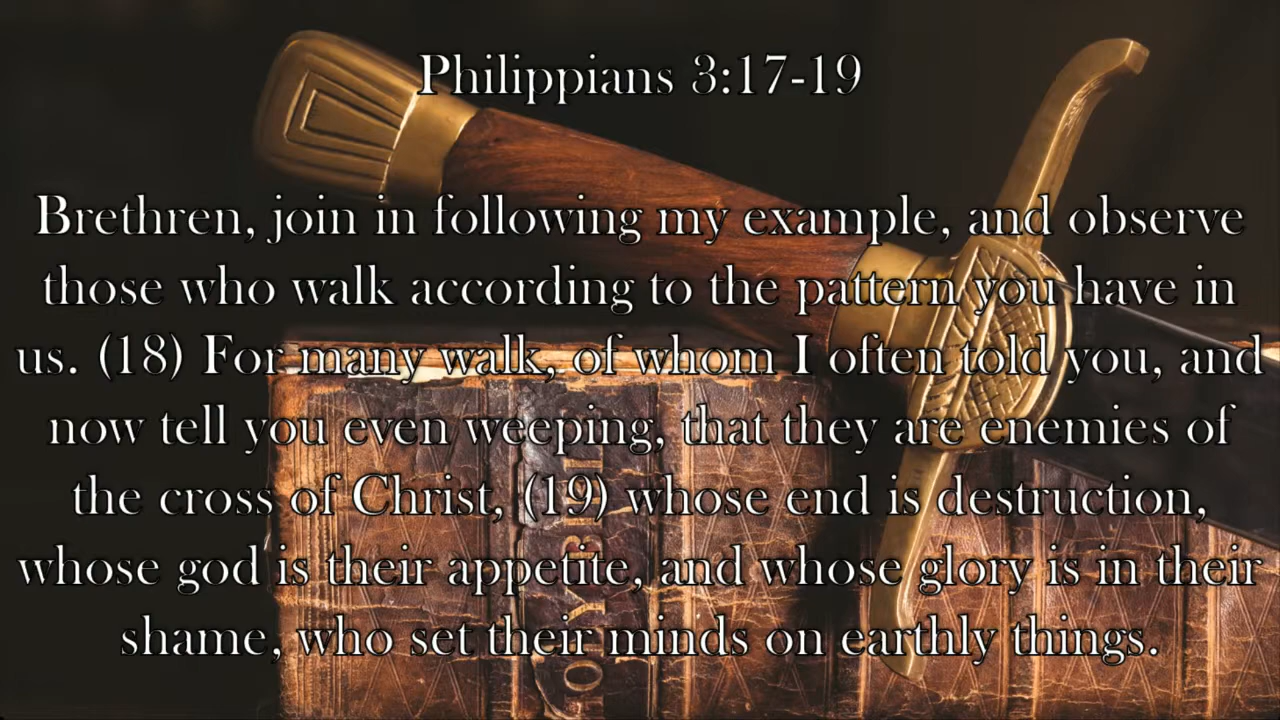 Philippians 3:17-19
Brethren, join in following my example, and observe
those who walk according to the pattern you have in
us. (18) For many walk, of whom I often told you, and
now tell you even weeping, that they are enemies of
the cross of Christ, (19) whose end is destruction,
whose god is their appetite, and whose glory is in their
shame, who set their minds on earthly things.